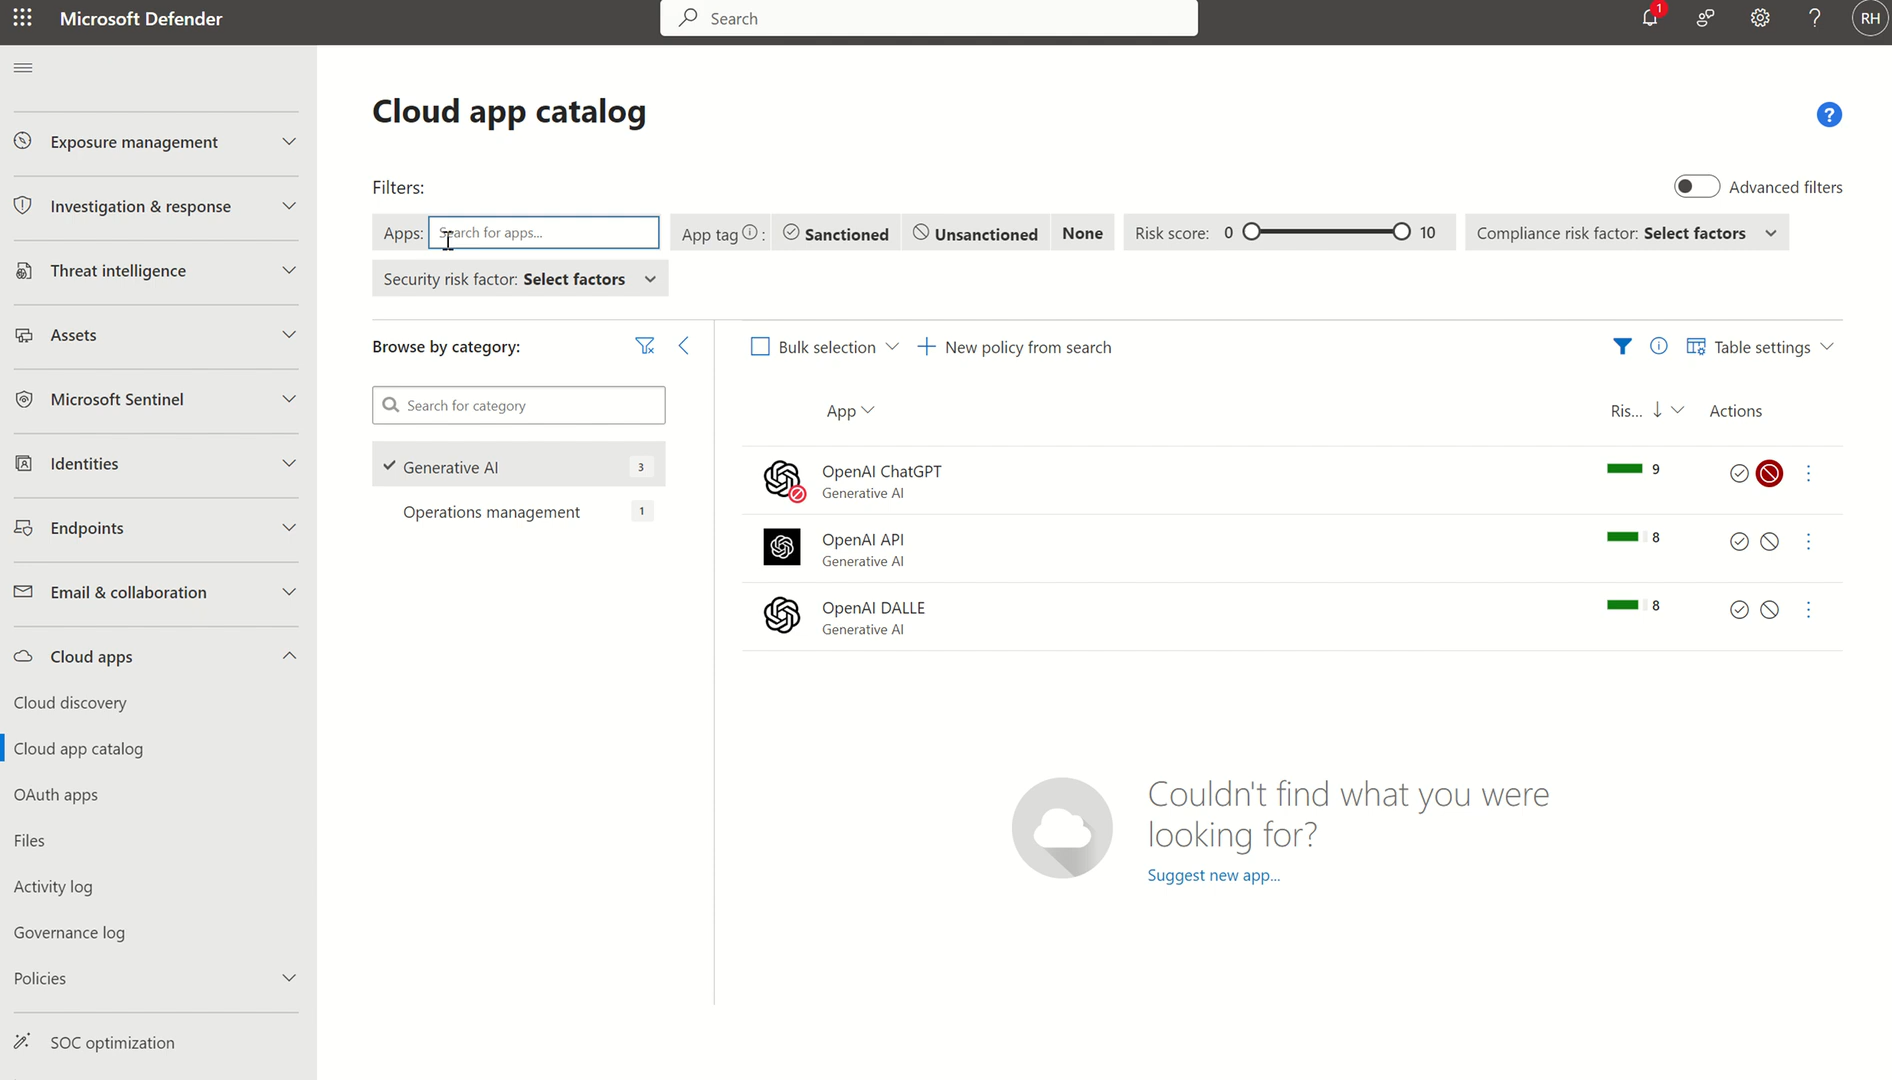 Microsoft Defender
Search
1
RH
Exposure management
Investigation & response
Threat intelligence
Assets
Microsoft Sentinel
Identities
Endpoints
Email & collaboration
Cloud apps
Cloud discovery
Cloud app catalog
OAuth apps
Files
Activity log
Governance log
Policies
SOC optimization
Cloud app catalog
Filters:
Advanced filters
Apps: Search for apps...
App tag : Sanctioned Unsanctioned None
Risk score: 0 10
Compliance risk factor: Select factors
Security risk factor: Select factors
Browse by category:
Search for category
Generative AI 3
Operations management 1
Bulk selection
New policy from search
Table settings
App Ris... Actions
OpenAI ChatGPT 9
Generative AI
OpenAI API 8
Generative AI
OpenAI DALLE 8
Generative AI
Couldn't find what you were
looking for?
Suggest new app...